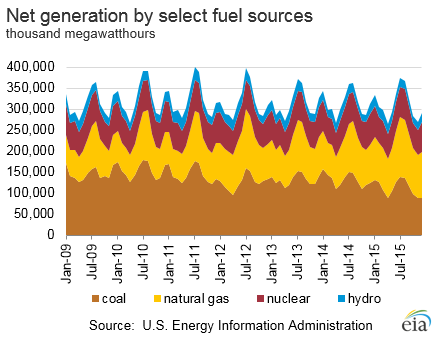 Net generation by select fuel sources
thousand megawatthours
400,000
350,000
300,000
250,000
200,000
150,000
100,000
50,000
0
Jan-09
Jul-09
Jan-10
Jul-10
Jan-11
Jul-11
Jan-12
Jul-12
Jan-13
Jul-13
Jan-14
Jul-14
Jan-15
Jul-15
coal natural gas nuclear hydro
Source: U.S. Energy Information Administration
eia